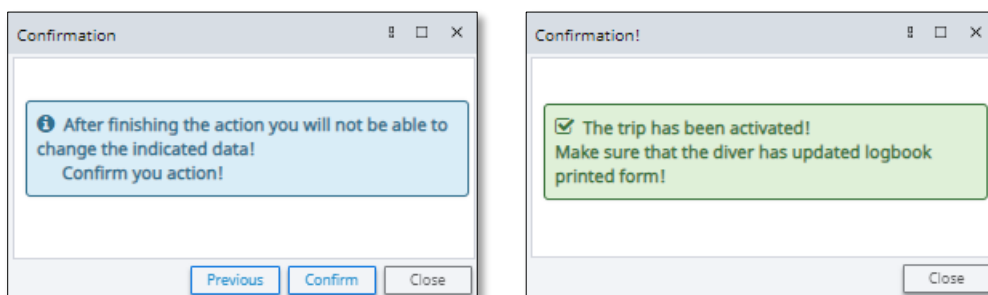 Confirmation
After finishing the action you will not be able to
change the indicated data!
Confirm you action!
Previous Confirm Close
Confirmation!
The trip has been activated!
Make sure that the diver has updated logbook
printed form!
Close